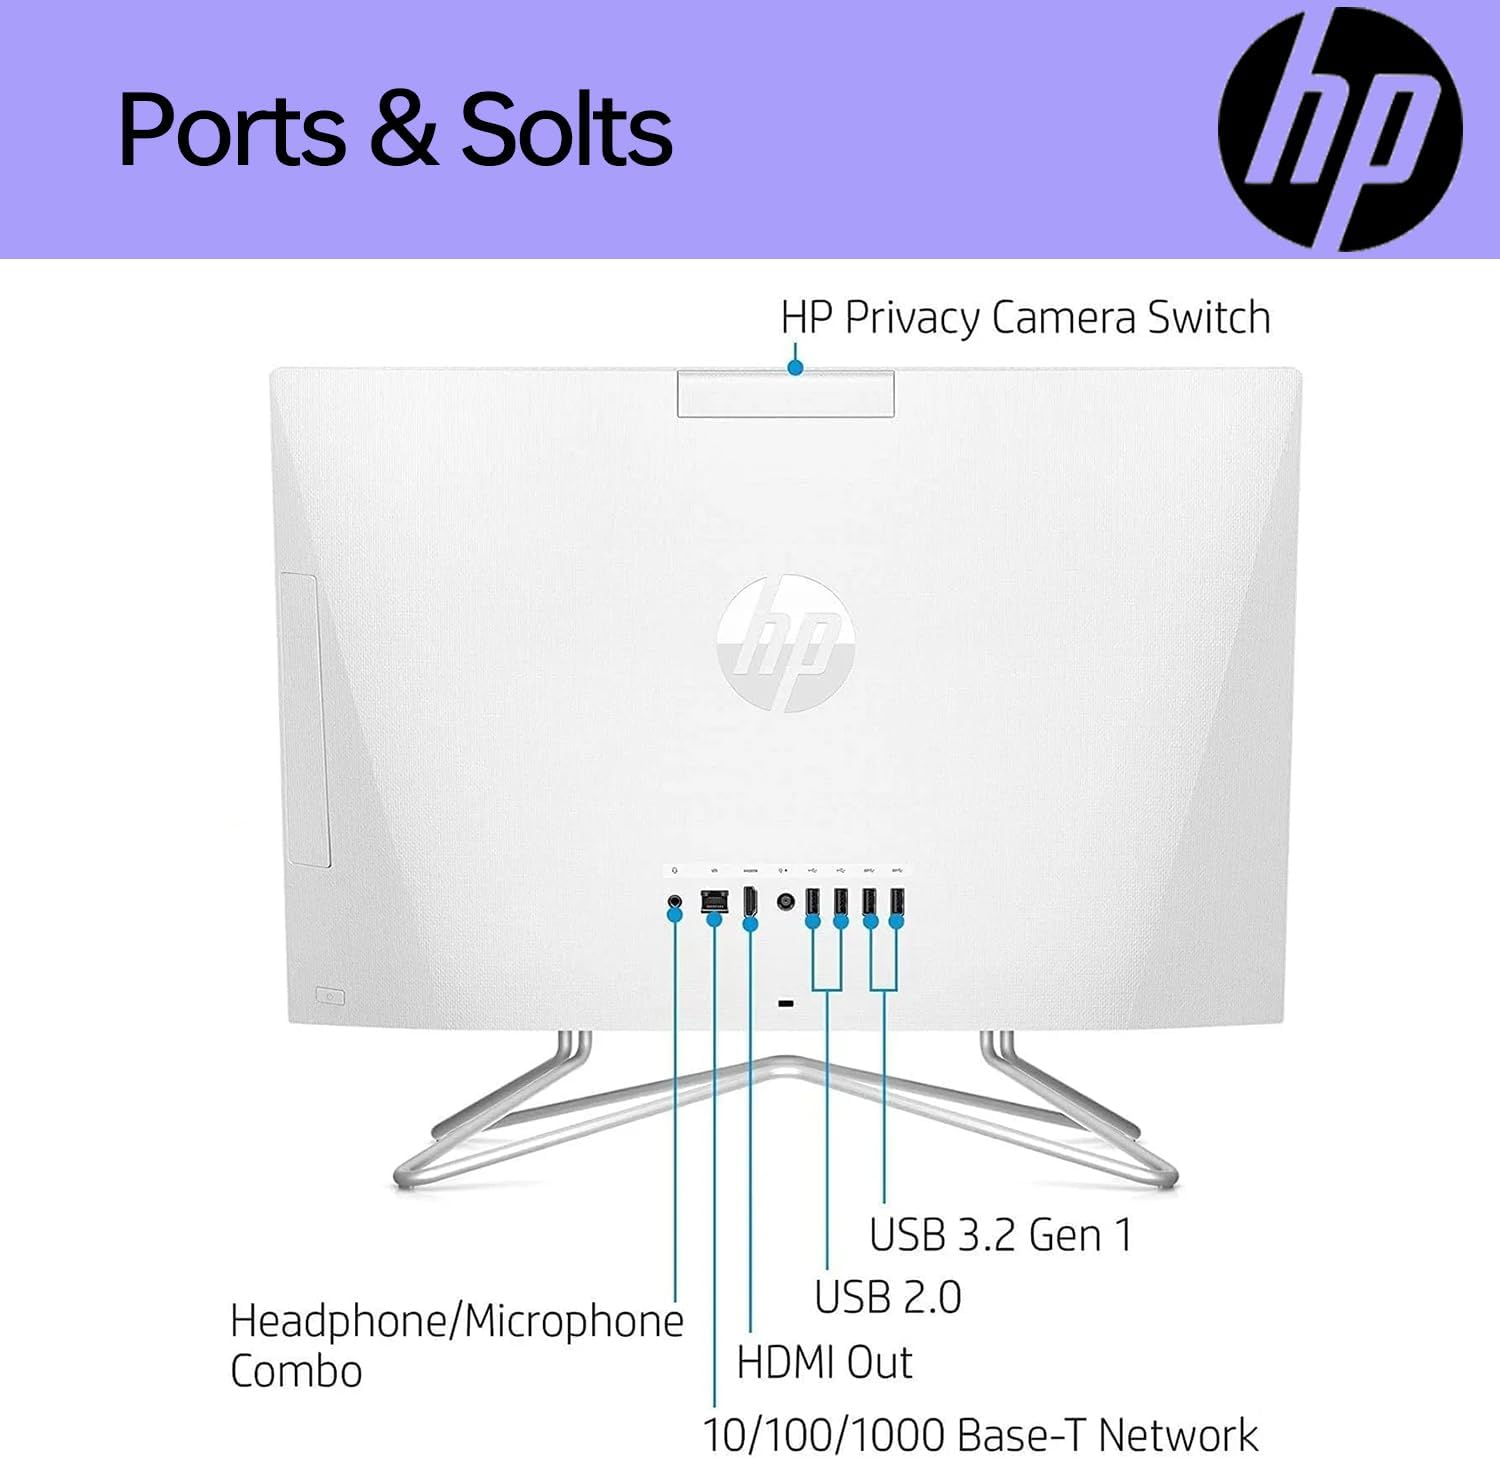 Ports & Solts
hp
HP Privacy Camera Switch
hp
USB 3.2 Gen 1
USB 2.0
Headphone/Microphone
Combo
HDMI Out
10/100/1000 Base-T Network